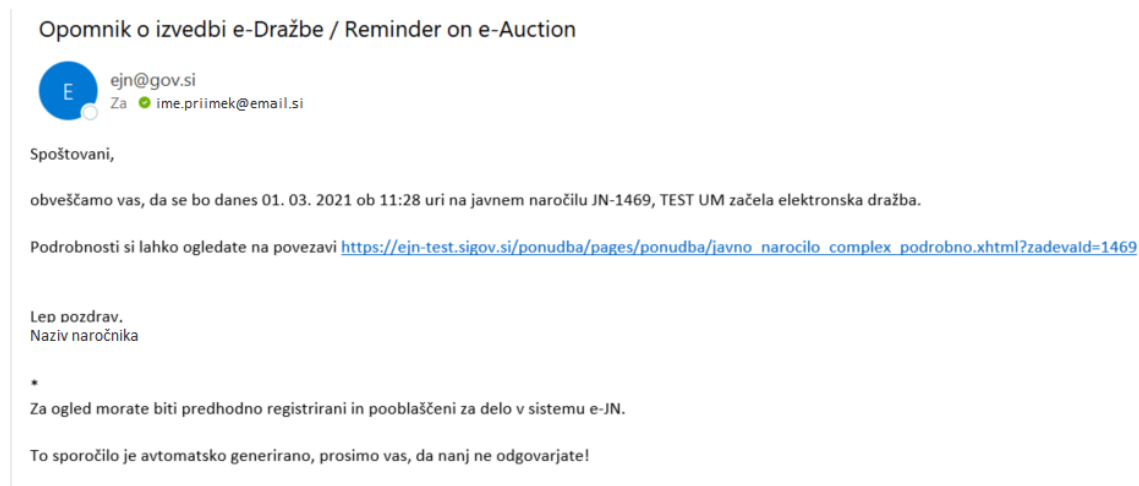 Opomnik o izvedbi e-Dražbe / Reminder on e-Auction
E
ejn@gov.si
Za ime.priimek@email.si
Spoštovani,
obveščamo vas, da se bo danes 01. 03. 2021 ob 11:28 uri na javnem naročilu JN-1469, TEST UM začela elektronska dražba.
Podrobnosti si lahko ogledate na povezavi https://ejn-test.sigov.si/ponudba/pages/ponudba/javno_narocilo_complex_podrobno.xhtml?zadevaId=1469
Lep pozdrav,
Naziv naročnika
*
Za ogled morate biti predhodno registrirani in pooblaščeni za delo v sistemu e-JN.
To sporočilo je avtomatsko generirano, prosimo vas, da nanj ne odgovarjate!